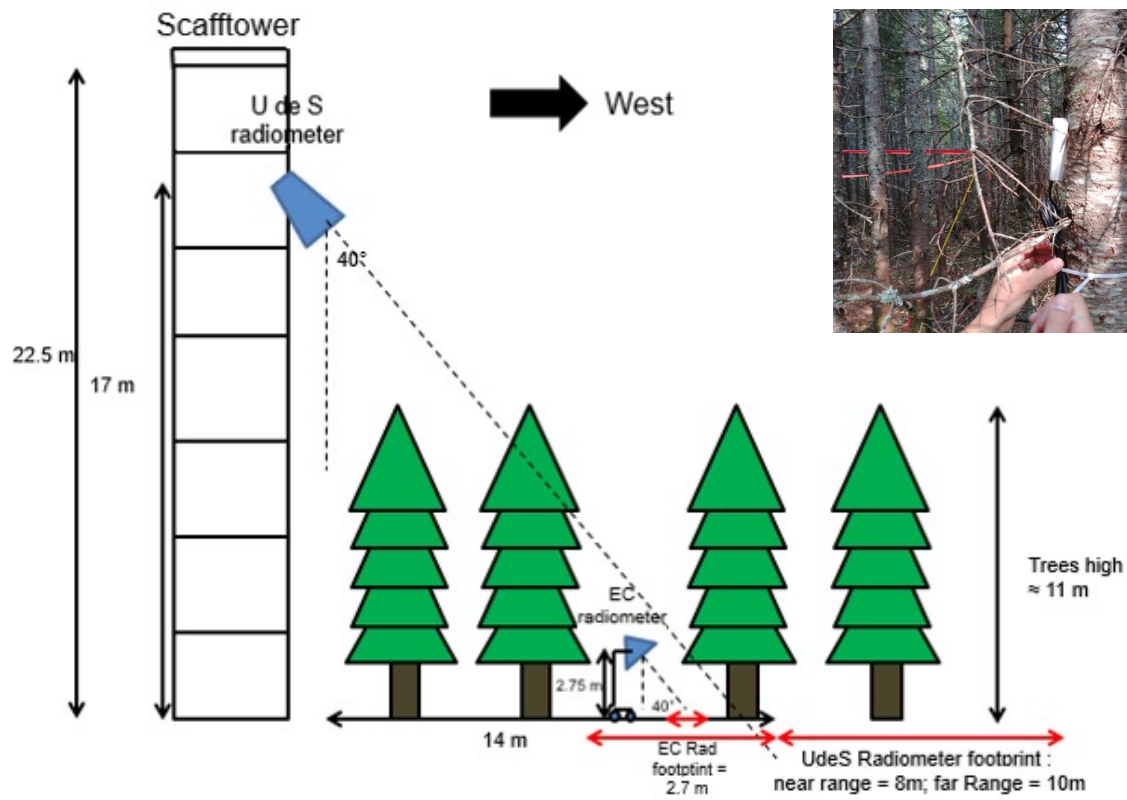 Scafftower
U de S
radiometer
West
40°
22.5 m
17 m
Trees high
≈ 11 m
EC
radiometer
2.75 m
40°
14 m
EC Rad
footptint =
2.7 m
UdeS Radiometer footprint :
near range = 8m; far Range = 10m